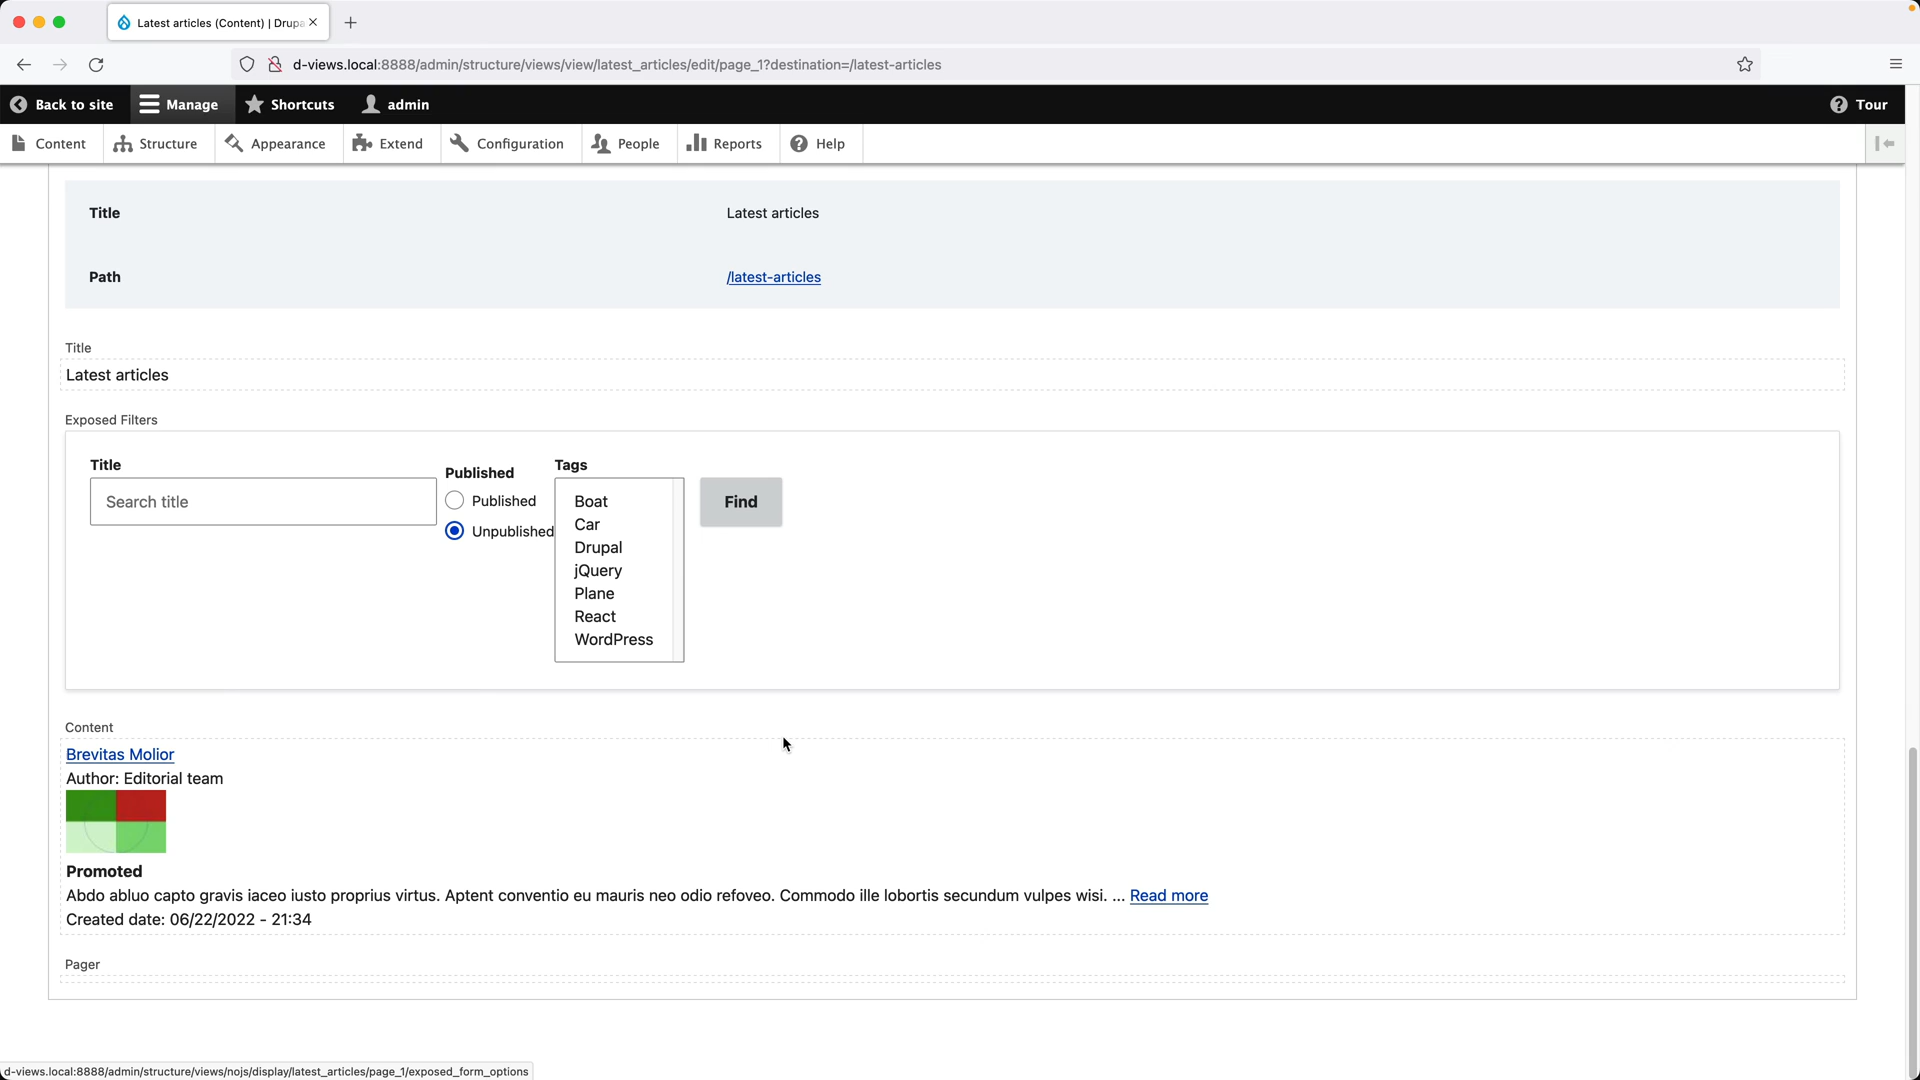 Latest articles (Content) | Drupa
d-views.local:8888/admin/structure/views/view/latest_articles/edit/page_1?destination=/latest-articles
Back to site Manage Shortcuts admin Tour
Content Structure Appearance Extend Configuration People Reports Help
Title Latest articles
Path /latest-articles
Title
Latest articles
Exposed Filters
Title Published Tags
Search title
Published
Unpublished
Boat
Car
Drupal
jQuery
Plane
React
WordPress
Find
Content
Brevitas Molior
Author: Editorial team
Promoted
Abdo abluo capto gravis iaceo iusto proprius virtus. Aptent conventio eu mauris neo odio refoveo. Commodo ille lobortis secundum vulpes wisi. ... Read more
Created date: 06/22/2022 - 21:34
Pager
d-views.local:8888/admin/structure/views/nojs/display/latest_articles/page_1/exposed_form_options